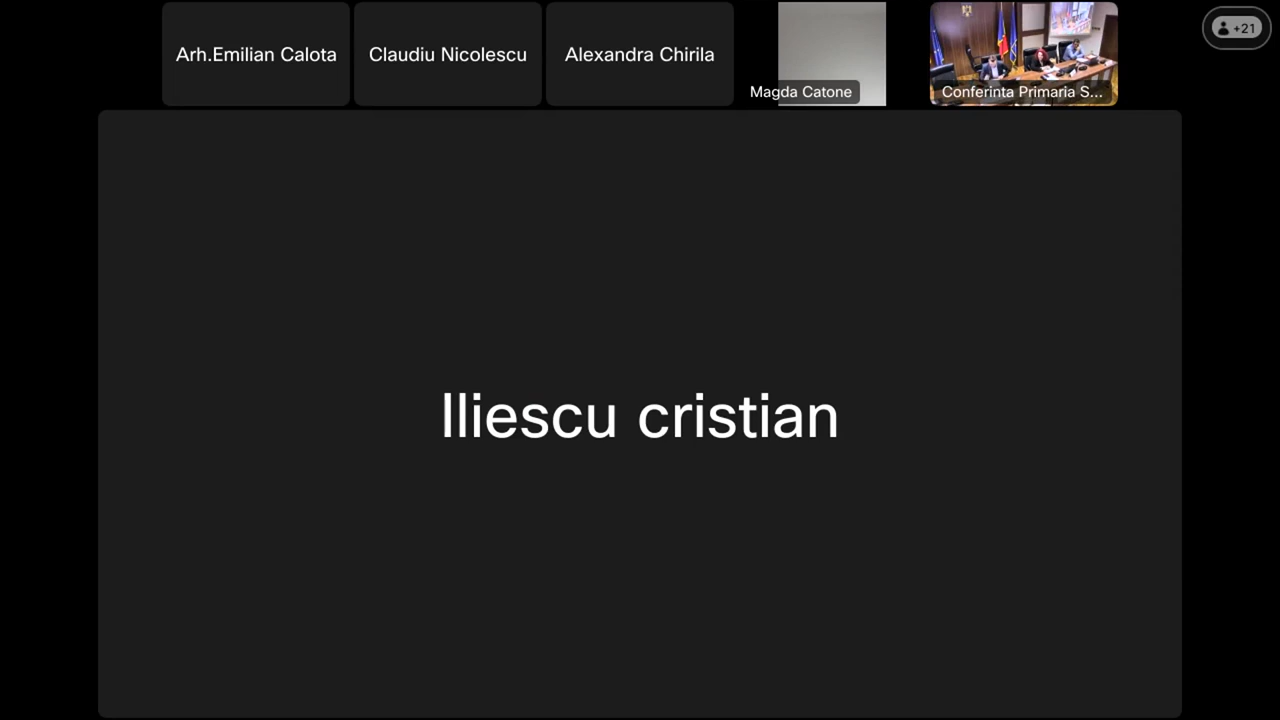 Arh.Emilian Calota
Claudiu Nicolescu
Alexandra Chirila
Magda Catone
Conferinta Primaria S...
+21
Iliescu cristian